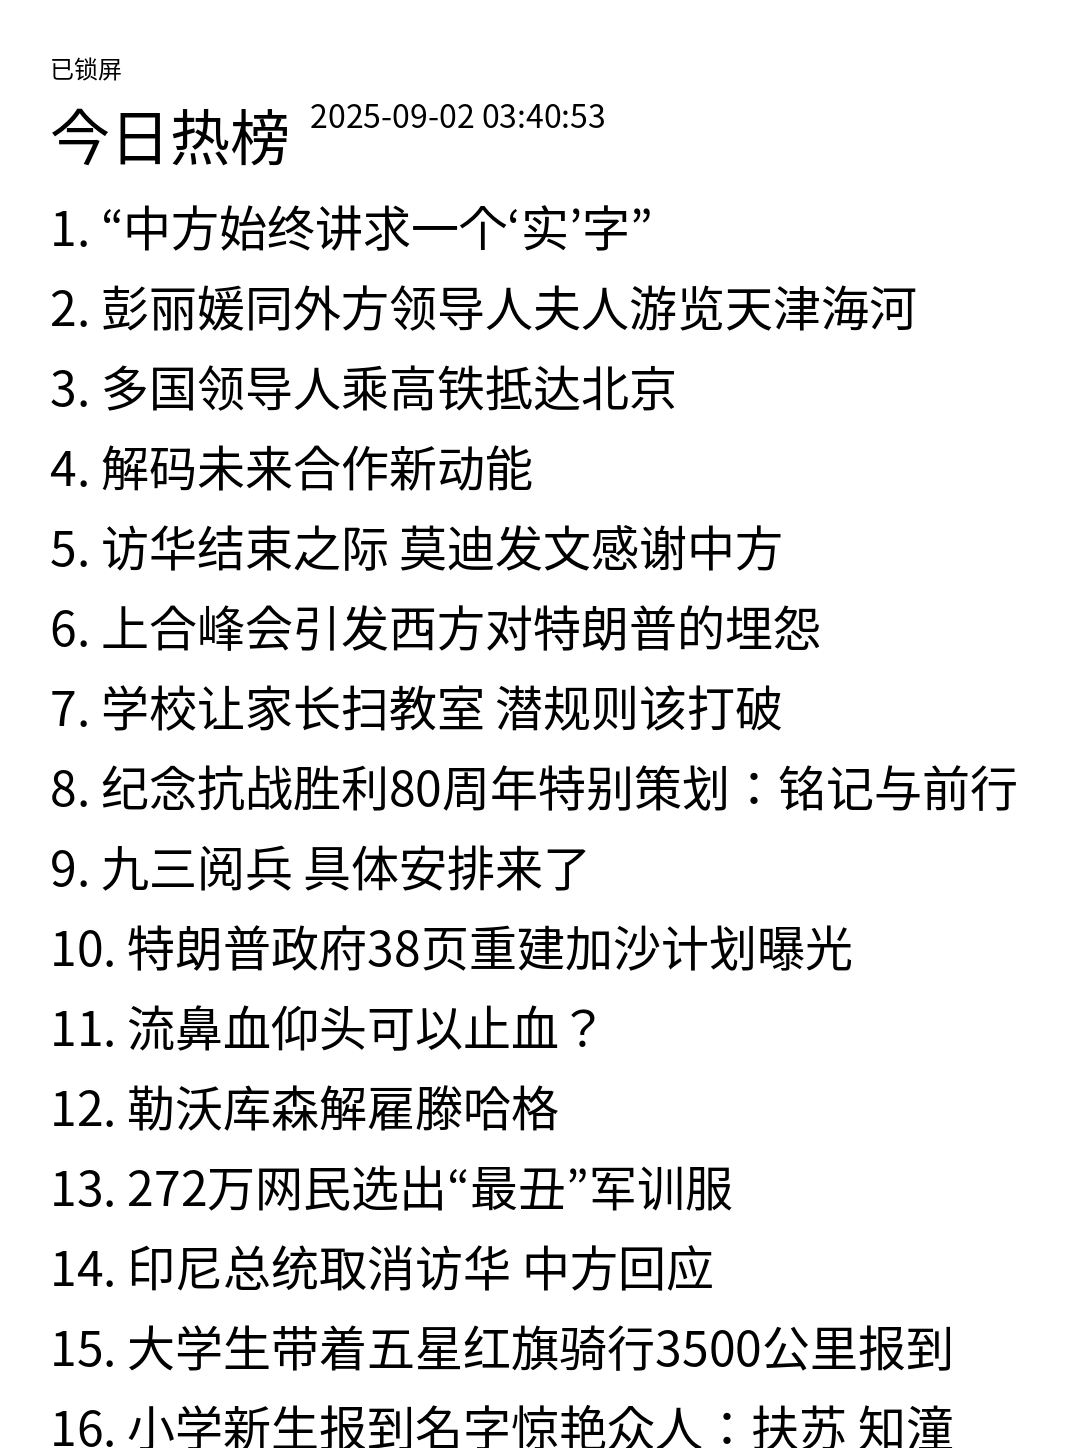 已锁屏
今日热榜 2025-09-02 03:40:53
1. “中方始终讲求一个‘实’字”
2. 彭丽媛同外方领导人夫人游览天津海河
3. 多国领导人乘高铁抵达北京
4. 解码未来合作新动能
5. 访华结束之际 莫迪发文感谢中方
6. 上合峰会引发西方对特朗普的埋怨
7. 学校让家长扫教室 潜规则该打破
8. 纪念抗战胜利80周年特别策划：铭记与前行
9. 九三阅兵 具体安排来了
10. 特朗普政府38页重建加沙计划曝光
11. 流鼻血仰头可以止血？
12. 勒沃库森解雇滕哈格
13. 272万网民选出“最丑”军训服
14. 印尼总统取消访华 中方回应
15. 大学生带着五星红旗骑行3500公里报到
16. 小学新生报到名字惊艳众人：扶苏 知潼